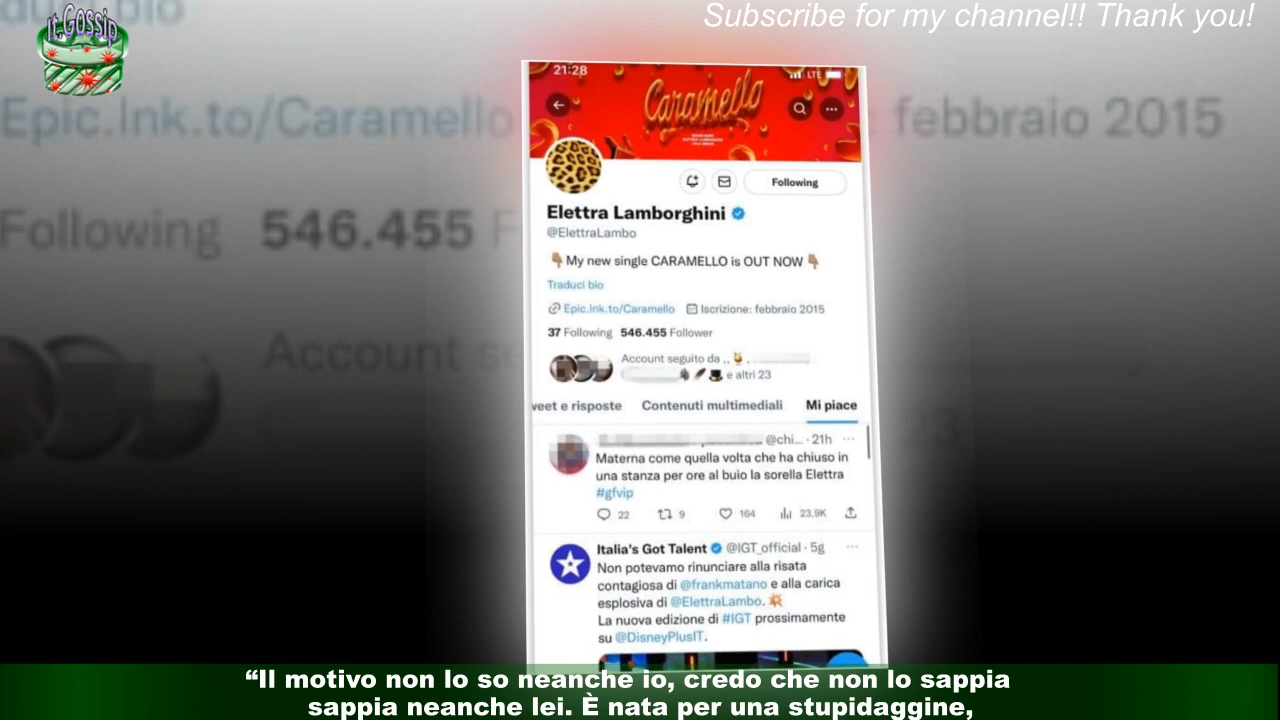 It.Gossip
Subscribe for my channel!! Thank you!
duci bio
Epic.lnk.to/Caramello
febbraio 2015
Following 546.455 F
Account se
23
21:28
LTE
Caramello
Following
Elettra Lamborghini
@ElettraLambo
👇🏽My new single CARAMELLO is OUT NOW 👇🏽
Traduci bio
Epic.lnk.to/Caramello Iscrizione: febbraio 2015
37 Following 546.455 Follower
Account seguito da ,,
e altri 23
weet e risposte Contenuti multimediali Mi piace
@chi... · 21h
Materna come quella volta che ha chiuso in
una stanza per ore al buio la sorella Elettra
#gfvip
22 9 164 23,9K
Italia's Got Talent @IGT_official · 5g
Non potevamo rinunciare alla risata
contagiosa di @frankmatano e alla carica
esplosiva di @ElettraLambo. 💥
La nuova edizione di #IGT prossimamente
su @DisneyPlusIT.
“Il motivo non lo so neanche io, credo che non lo sappia
sappia neanche lei. È nata per una stupidaggine,